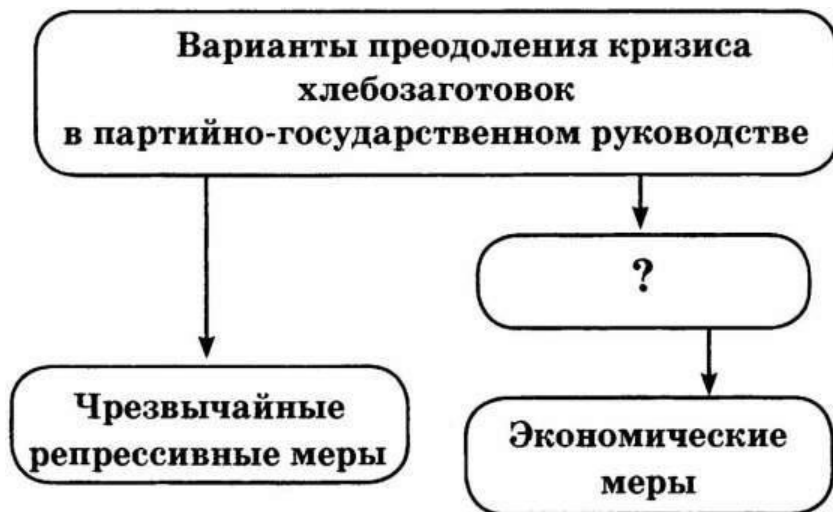 Варианты преодоления кризиса
хлебозаготовок
в партийно-государственном руководстве
?
Чрезвычайные
репрессивные меры
Экономические
меры